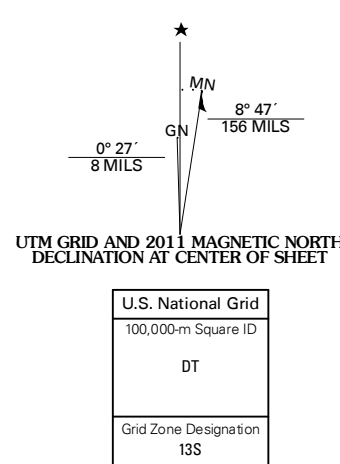 MN
GN
8° 47´
156 MILS
0° 27´
8 MILS
UTM GRID AND 2011 MAGNETIC NORTH
DECLINATION AT CENTER OF SHEET
U.S. National Grid
100,000-m Square ID
DT
Grid Zone Designation
13S